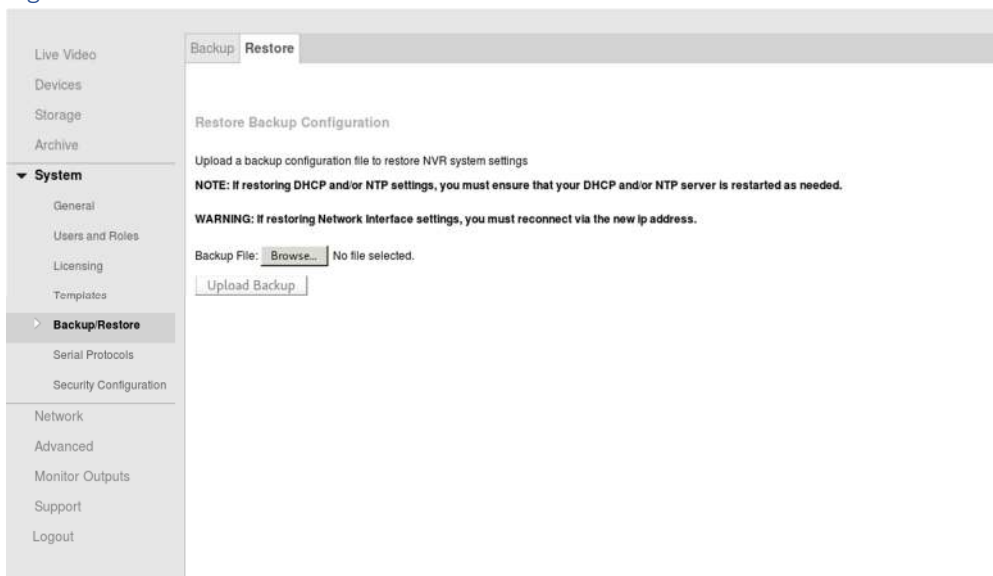 Live Video
Devices
Storage
Archive
System
General
Users and Roles
Licensing
Templates
Backup/Restore
Serial Protocols
Security Configuration
Network
Advanced
Monitor Outputs
Support
Logout
Backup Restore
Restore Backup Configuration
Upload a backup configuration file to restore NVR system settings
NOTE: If restoring DHCP and/or NTP settings, you must ensure that your DHCP and/or NTP server is restarted as needed.
WARNING: If restoring Network Interface settings, you must reconnect via the new ip address.
Backup File: Browse... No file selected.
Upload Backup